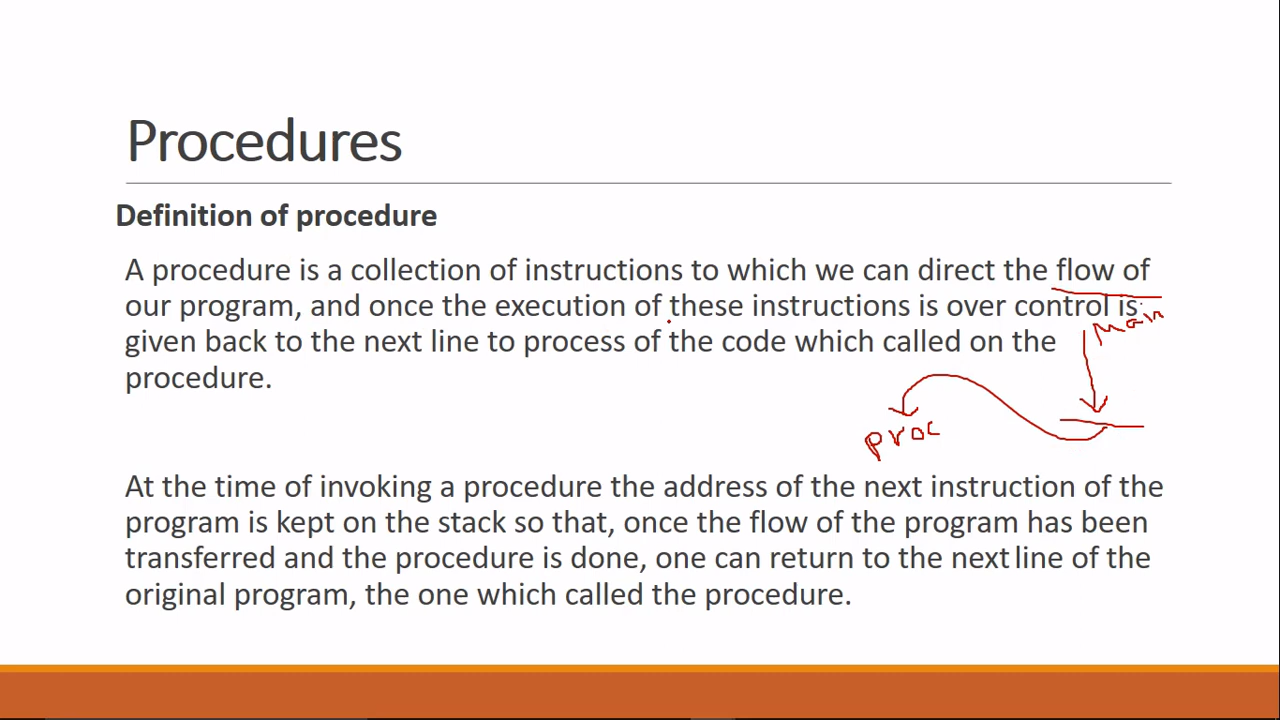 Procedures
Definition of procedure
A procedure is a collection of instructions to which we can direct the flow of
our program, and once the execution of these instructions is over control is
Main
given back to the next line to process of the code which called on the
procedure.
proc
At the time of invoking a procedure the address of the next instruction of the
program is kept on the stack so that, once the flow of the program has been
transferred and the procedure is done, one can return to the next line of the
original program, the one which called the procedure.